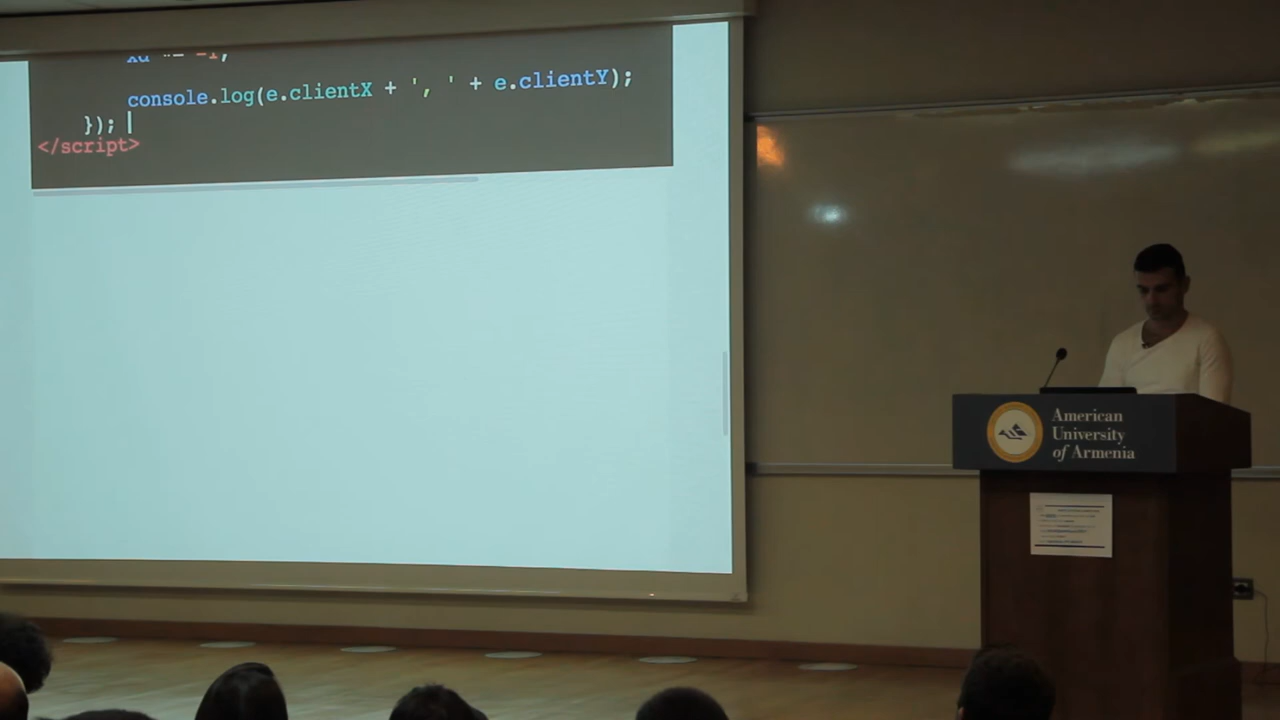 console.log(e.clientX + ', ' + e.clientY);
}); |
</script>
American
University
of Armenia